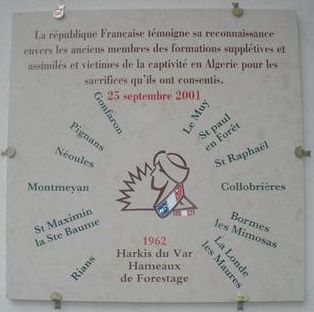 La république Française témoigne sa reconnaissance
envers les anciens membres des formations supplétives et
assimilés et victimes de la captivité en Algerie pour les
sacrifices qu'ils ont consentis.
25 septembre 2001
Gonfaron
Pignans
Néoules
Montmeyan
St Maximin
la Ste Baume
Rians
Le Muy
St paul
en Forêt
St Raphaël
Collobrières
Bormes
les Mimosas
La Londe
les Maures
1962
Harkis du Var
Hameaux
de Forestage